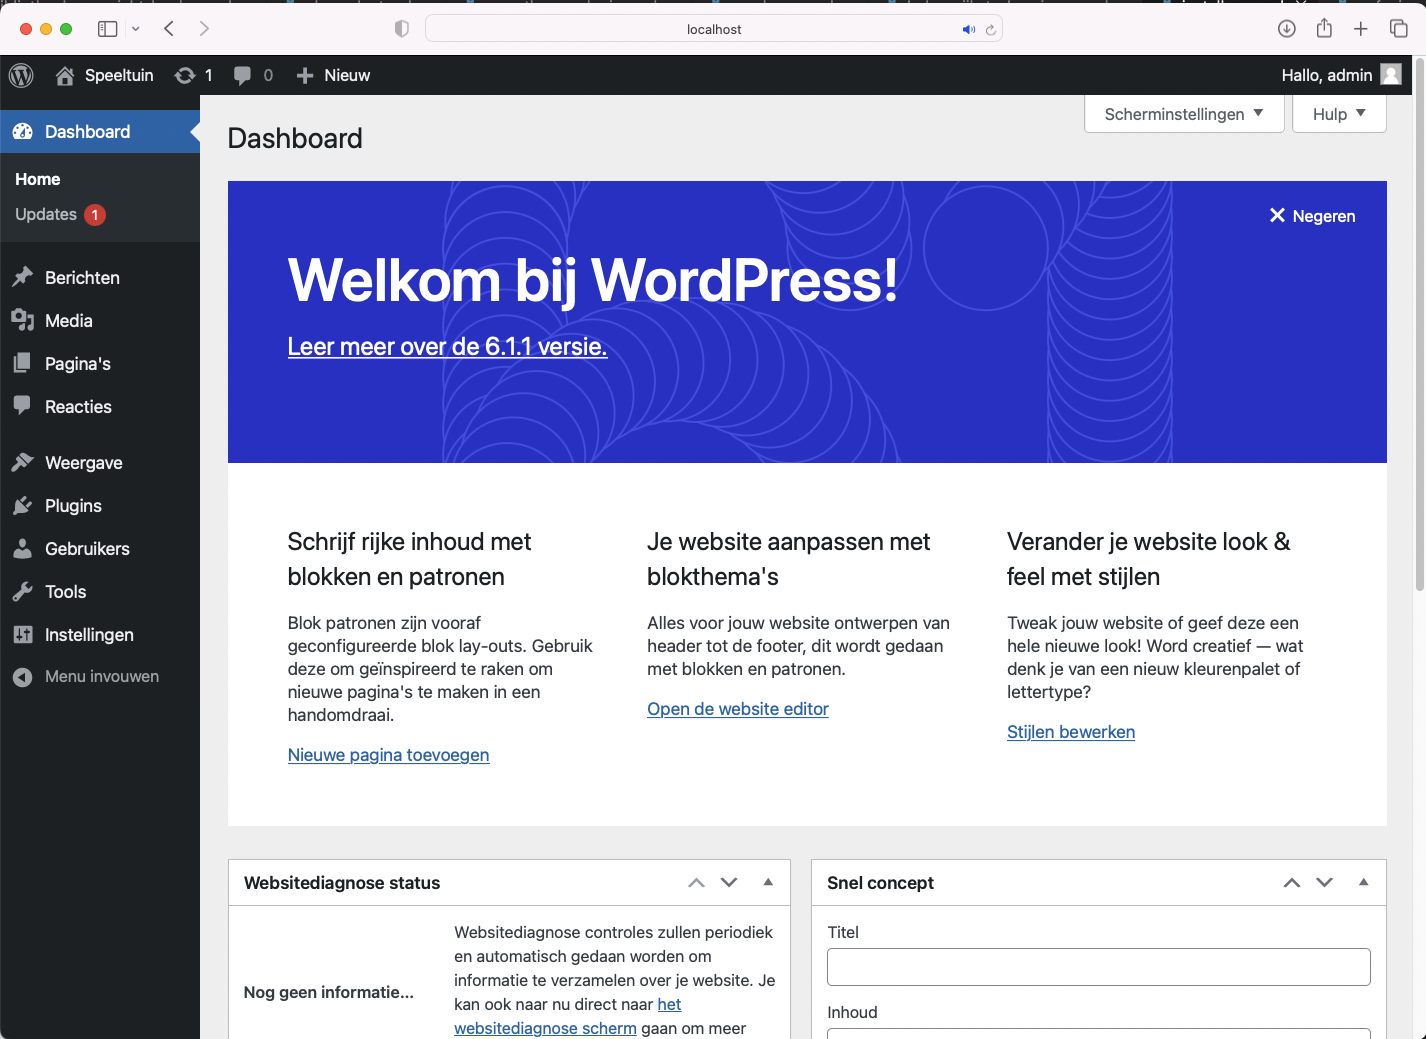 localhost
Speeltuin 1 0 Nieuw
Hallo, admin
Dashboard
Home
Updates 1
Berichten
Media
Pagina's
Reacties
Weergave
Plugins
Gebruikers
Tools
Instellingen
Menu invouwen
Scherminstellingen
Hulp
Dashboard
Negeren
Welkom bij WordPress!
Leer meer over de 6.1.1 versie.
Schrijf rijke inhoud met
blokken en patronen
Blok patronen zijn vooraf
geconfigureerde blok lay-outs. Gebruik
deze om geïnspireerd te raken om
nieuwe pagina's te maken in een
handomdraai.
Nieuwe pagina toevoegen
Je website aanpassen met
blokthema's
Alles voor jouw website ontwerpen van
header tot de footer, dit wordt gedaan
met blokken en patronen.
Open de website editor
Verander je website look &
feel met stijlen
Tweak jouw website of geef deze een
hele nieuwe look! Word creatief — wat
denk je van een nieuw kleurenpalet of
lettertype?
Stijlen bewerken
Websitediagnose status
Nog geen informatie...
Websitediagnose controles zullen periodiek
en automatisch gedaan worden om
informatie te verzamelen over je website. Je
kan ook naar nu direct naar het
websitediagnose scherm gaan om meer
Snel concept
Titel
Inhoud